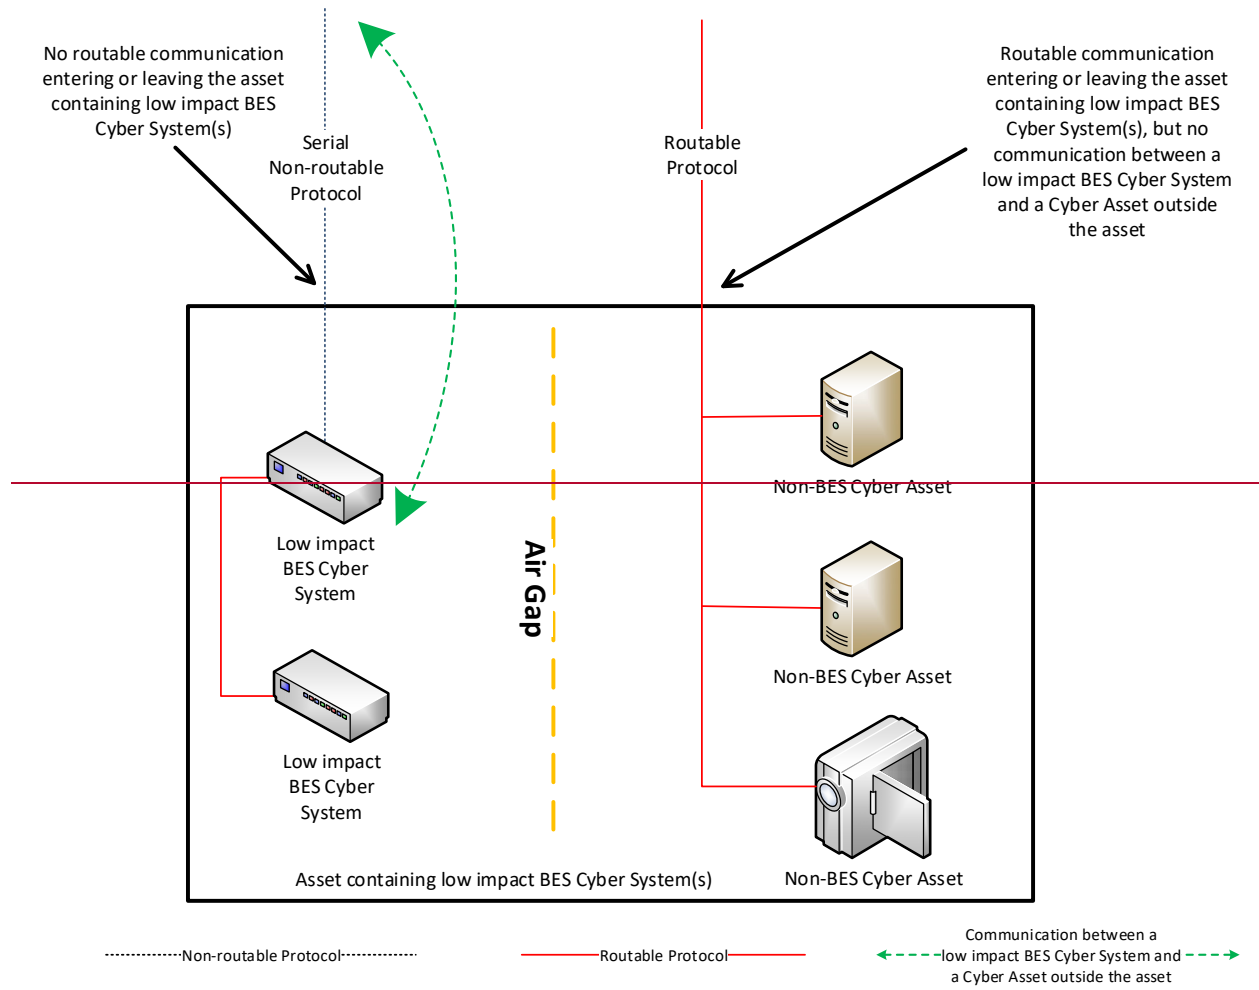 No routable communication
entering or leaving the asset
containing low impact BES
Cyber System(s)
Serial
Non-routable
Protocol
Routable
Protocol
Routable communication
entering or leaving the asset
containing low impact BES
Cyber System(s), but no
communication between a
low impact BES Cyber System
and a Cyber Asset outside
the asset
Low impact
BES Cyber
System
Low impact
BES Cyber
System
Air Gap
Non-BES Cyber Asset
Non-BES Cyber Asset
Non-BES Cyber Asset
Asset containing low impact BES Cyber System(s)
Non-routable Protocol
Routable Protocol
Communication between a
low impact BES Cyber System and
a Cyber Asset outside the asset